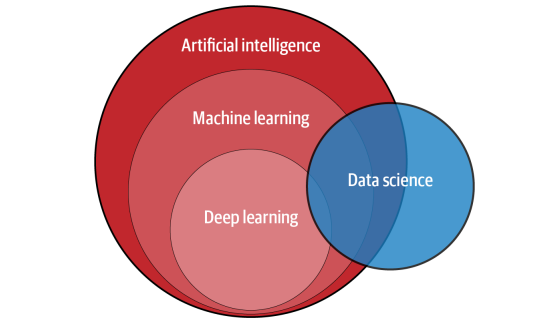 Artificial intelligence
Machine learning
Data science
Deep learning